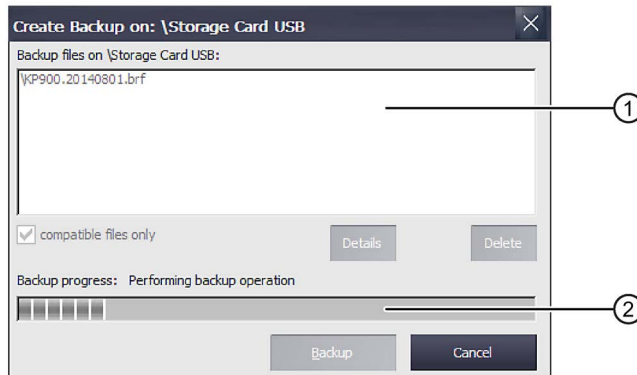 Create Backup on: \Storage Card USB
Backup files on \Storage Card USB:
\KP900.20140801.brf
1
compatible files only
Details
Delete
Backup progress: Performing backup operation
2
Backup
Cancel